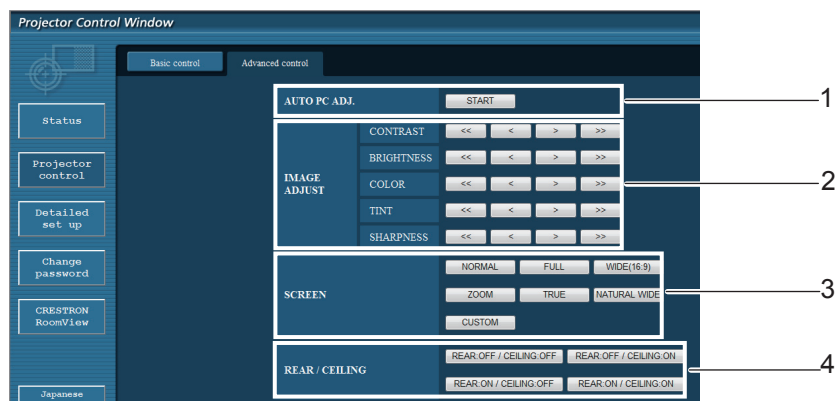 Projector Control Window
Basic control
Advanced control
Status
Projector
control
Detailed
set up
Change
password
CRESTRON
RoomView
Japanese
AUTO PC ADJ.
START
1
IMAGE
ADJUST
CONTRAST << < > >>
BRIGHTNESS << < > >>
COLOR << < > >>
TINT << < > >>
SHARPNESS << < > >>
2
SCREEN
NORMAL FULL WIDE(16:9)
ZOOM TRUE NATURAL WIDE
CUSTOM
3
REAR / CEILING
REAR:OFF / CEILING:OFF REAR:OFF / CEILING:ON
REAR:ON / CEILING:OFF REAR:ON / CEILING:ON
4